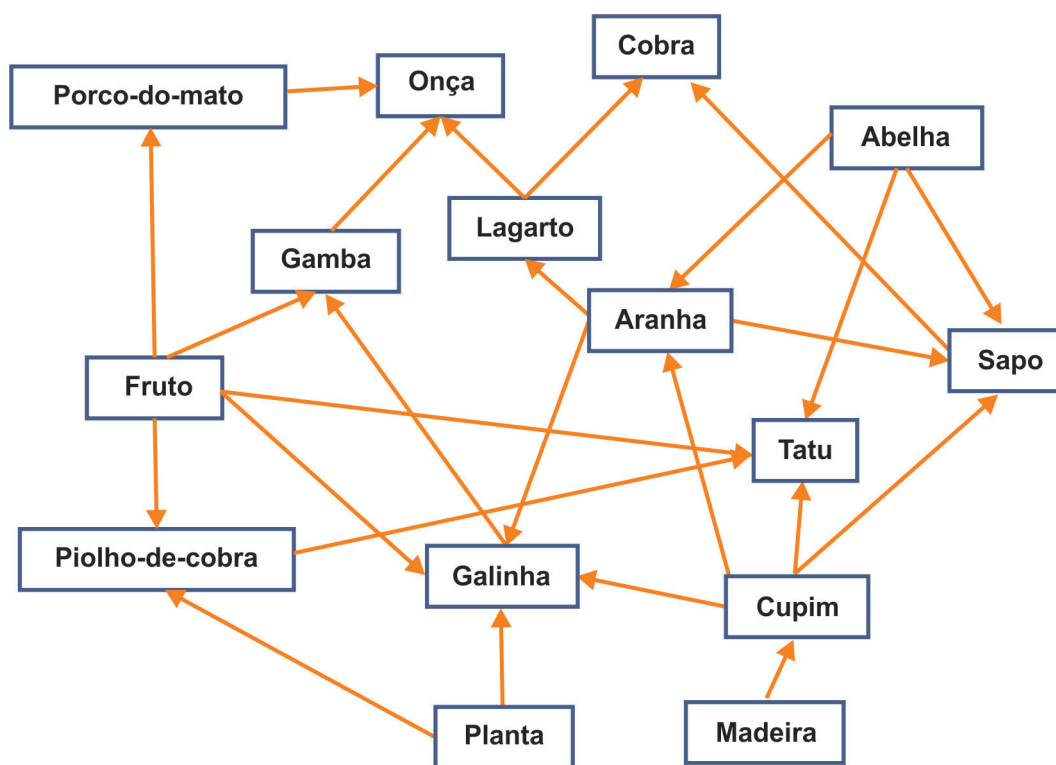 Cobra
Onça
Porco-do-mato
Abelha
Lagarto
Gamba
Aranha
Sapo
Fruto
Tatu
Piolho-de-cobra
Galinha
Cupim
Planta
Madeira